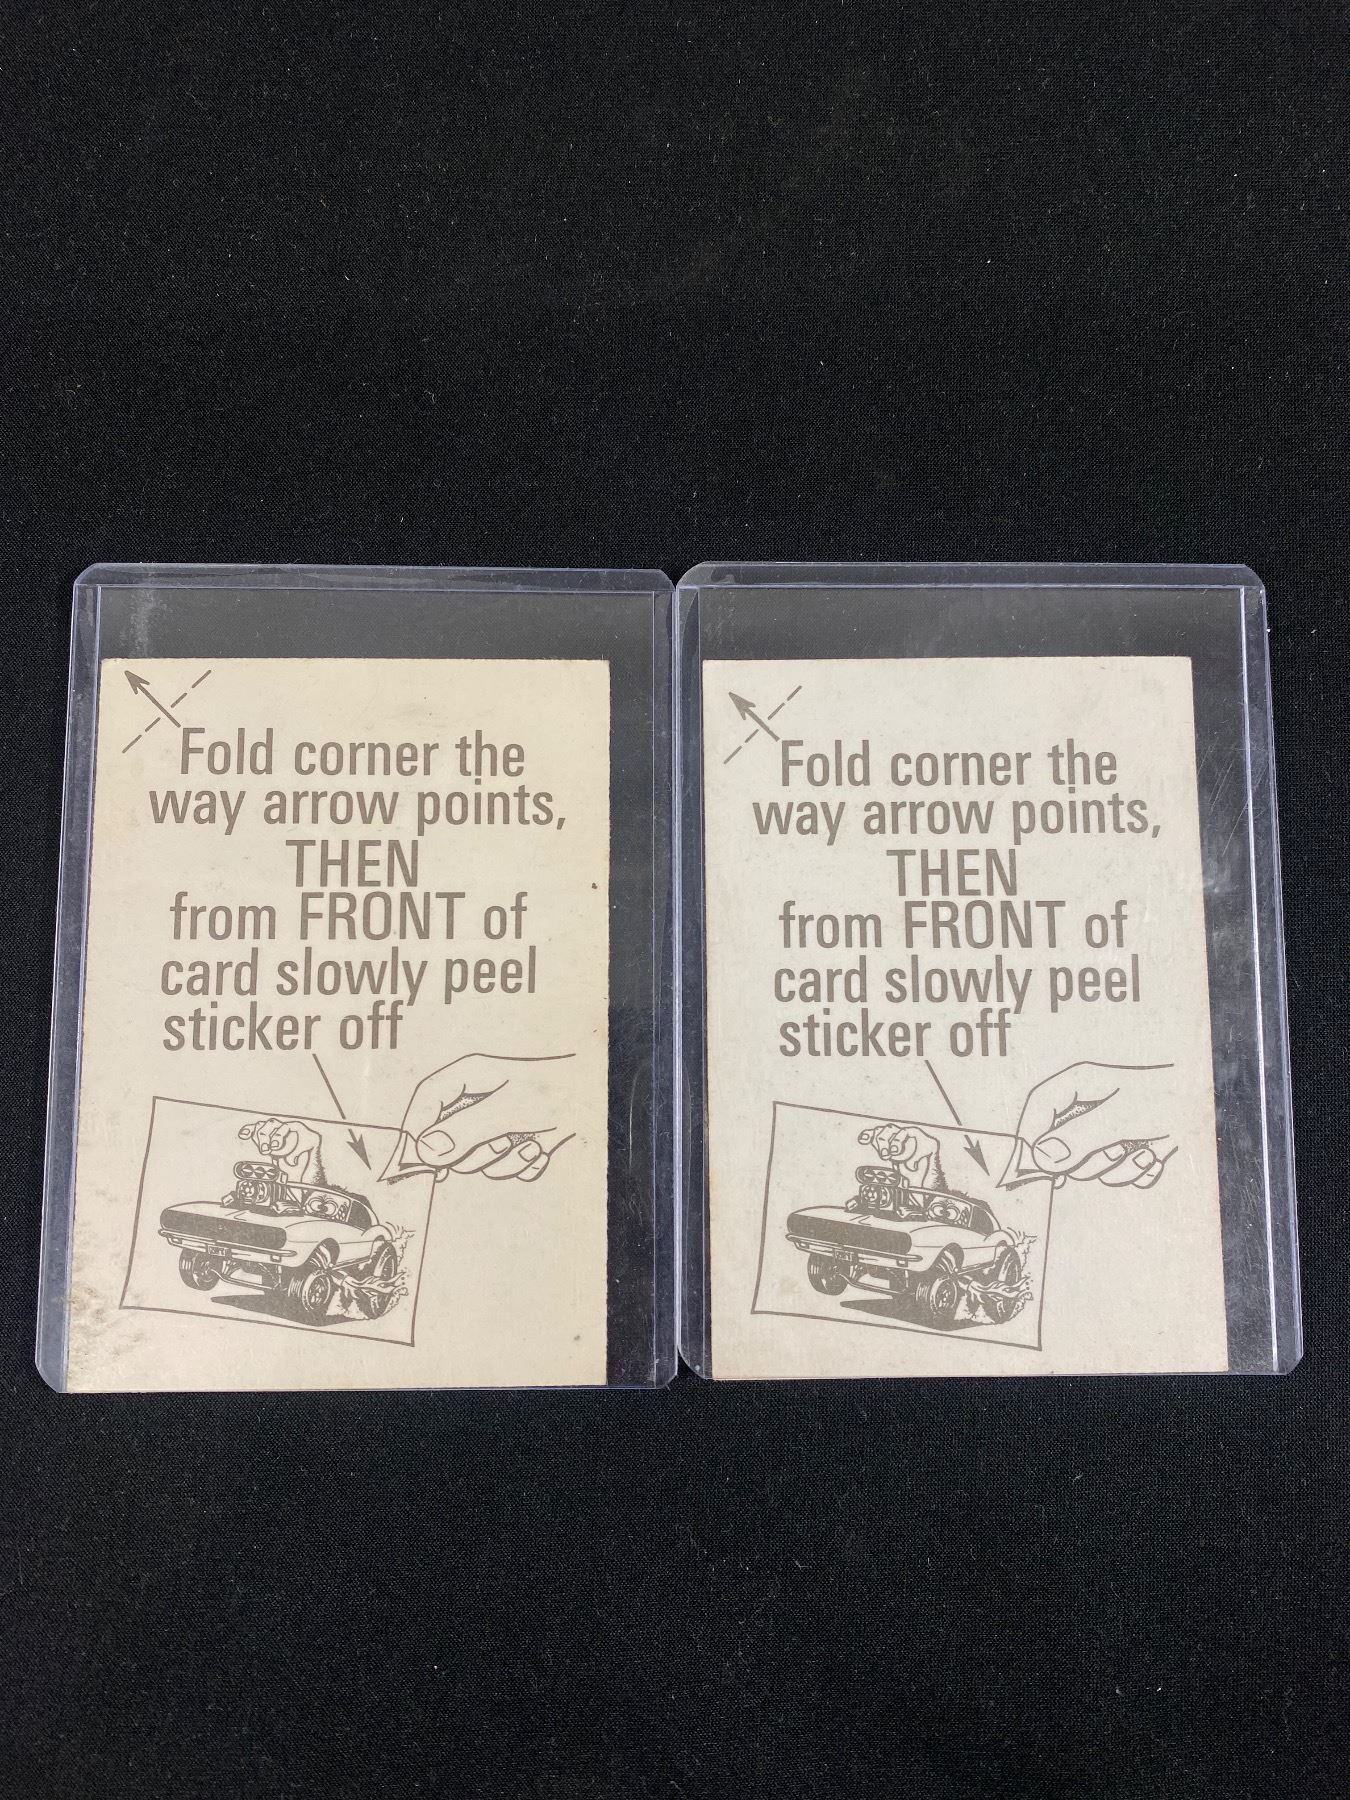 Fold corner the
way arrow points,
THEN
from FRONT of
card slowly peel
sticker off
Fold corner the
way arrow points,
THEN
from FRONT of
card slowly peel
sticker off